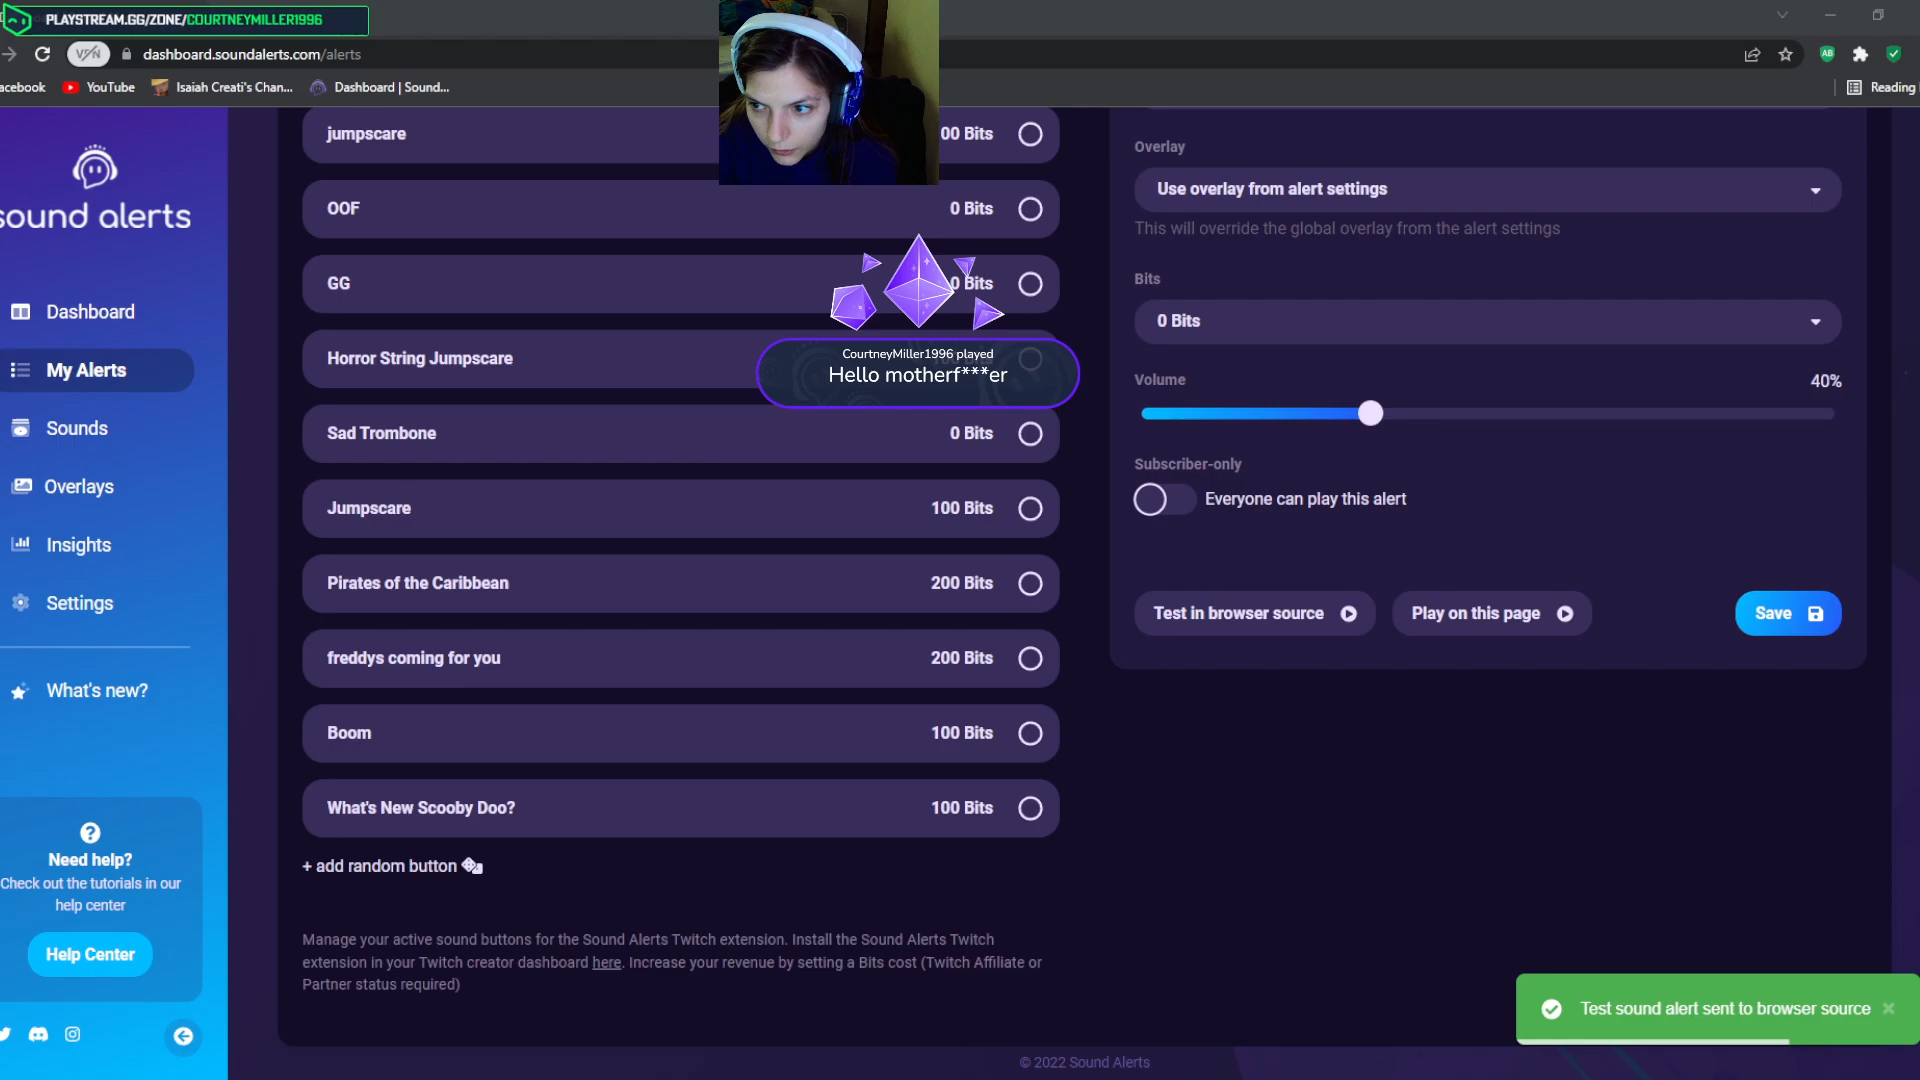 PLAYSTREAM.GG/ZONE/COURTNEYMILLER1996
VPN
dashboard.soundalerts.com/alerts
acebook
YouTube
Isaiah Creati's Chan...
Dashboard | Sound...
Reading
sound alerts
Dashboard
My Alerts
Sounds
Overlays
Insights
Settings
What's new?
Need help?
Check out the tutorials in our
help center
Help Center
jumpscare 00 Bits
OOF 0 Bits
GG 0 Bits
Horror String Jumpscare
CourtneyMiller1996 played
Hello motherf***er
Sad Trombone 0 Bits
Jumpscare 100 Bits
Pirates of the Caribbean 200 Bits
freddys coming for you 200 Bits
Boom 100 Bits
What's New Scooby Doo? 100 Bits
+ add random button
Manage your active sound buttons for the Sound Alerts Twitch extension. Install the Sound Alerts Twitch
extension in your Twitch creator dashboard here. Increase your revenue by setting a Bits cost (Twitch Affiliate or
Partner status required)
Overlay
Use overlay from alert settings
This will override the global overlay from the alert settings
Bits
0 Bits
Volume 40%
Subscriber-only
Everyone can play this alert
Test in browser source
Play on this page
Save
Test sound alert sent to browser source
© 2022 Sound Alerts